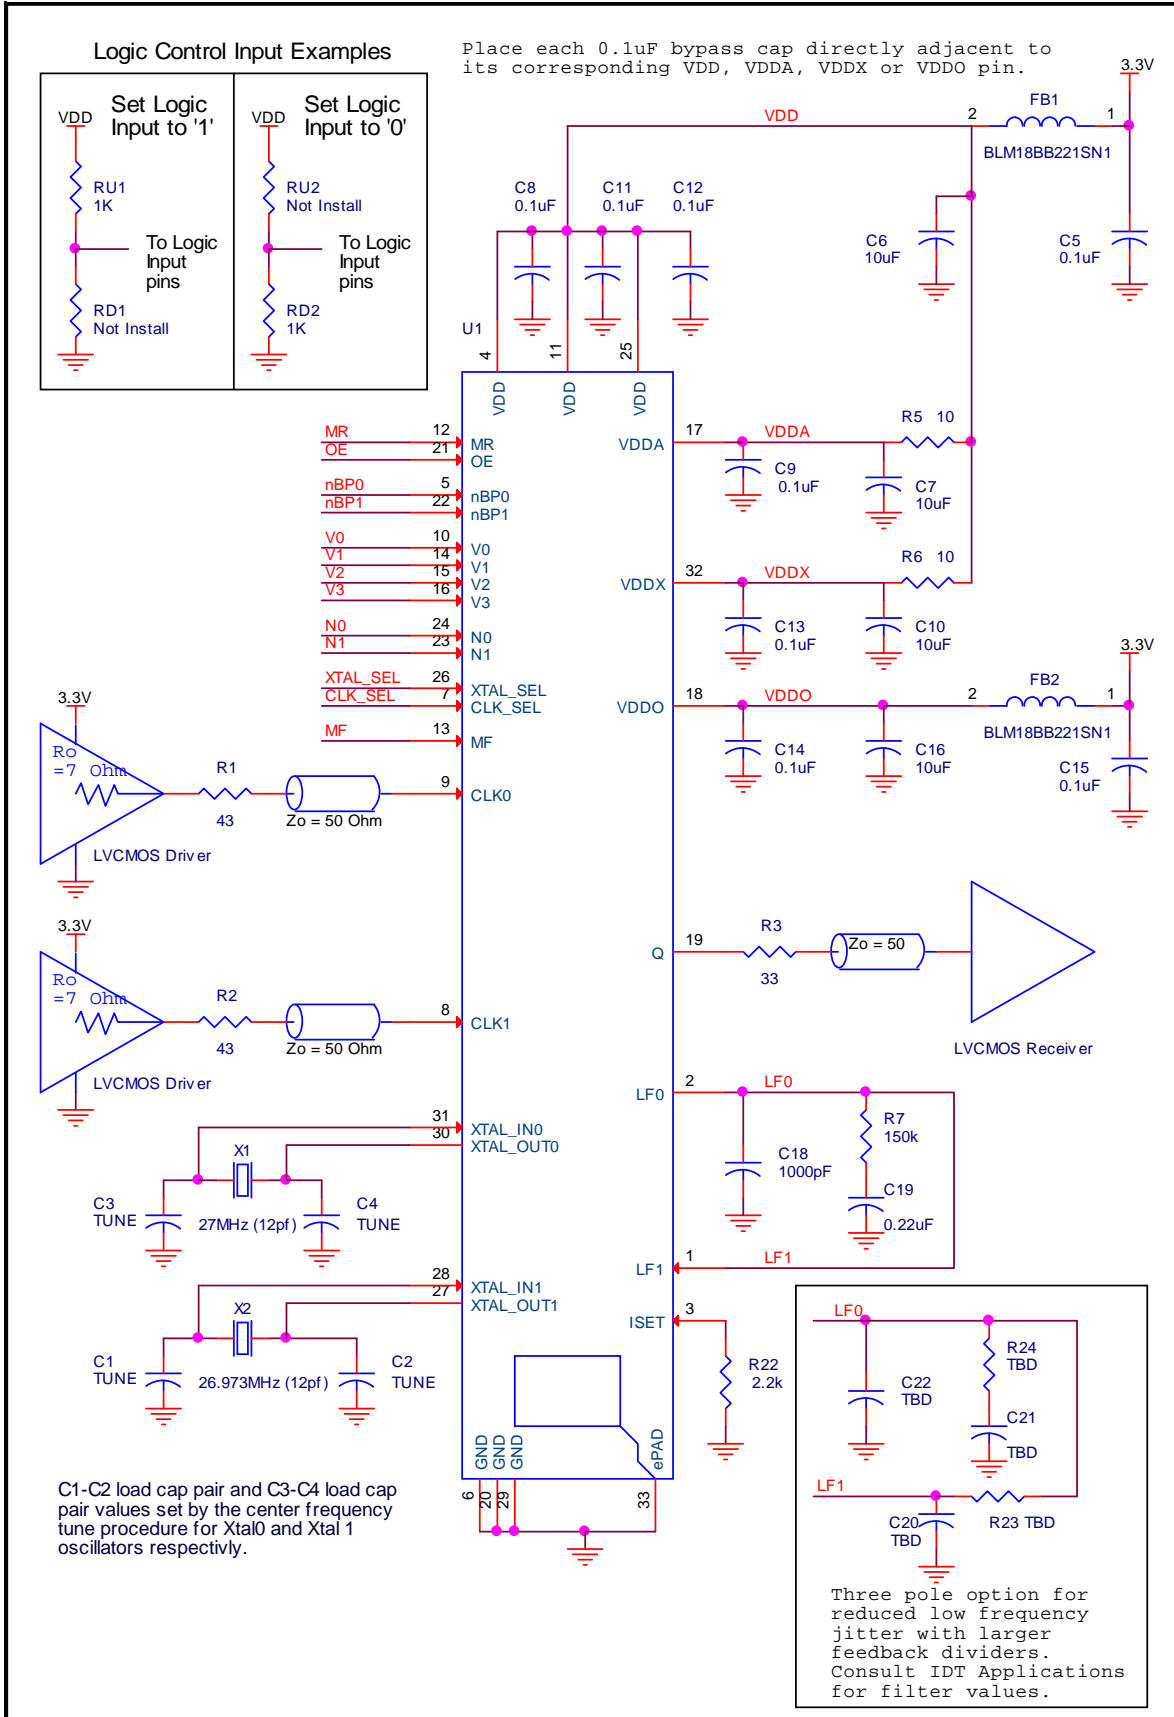 Logic Control Input Examples
Place each 0.1uF bypass cap directly adjacent to
its corresponding VDD, VDDA, VDDX or VDDO pin.
VDD
Set Logic
Input to '1'
RU1
1K
To Logic
Input
pins
RD1
Not Install
VDD
Set Logic
Input to '0'
RU2
Not Install
To Logic
Input
pins
RD2
1K
3.3V
VDD
2
FB1
1
BLM18BB221SN1
C8
0.1uF
C11
0.1uF
C12
0.1uF
C6
10uF
C5
0.1uF
U1
4
11
25
VDD
VDD
VDD
MR
12
MR
OE
21
OE
nBP0
5
nBP0
nBP1
22
nBP1
V0
10
V0
V1
14
V1
V2
15
V2
V3
16
V3
N0
24
N0
N1
23
N1
XTAL_SEL
26
XTAL_SEL
CLK_SEL
7
CLK_SEL
MF
13
MF
VDDA
17
VDDA
R5 10
C9
0.1uF
C7
10uF
VDDX
32
VDDX
R6 10
C13
0.1uF
C10
10uF
3.3V
VDDO
18
VDDO
2
FB2
1
BLM18BB221SN1
C14
0.1uF
C16
10uF
C15
0.1uF
3.3V
Ro
=7 Ohm
R1
43
Zo = 50 Ohm
9
CLK0
LVCMOS Driver
3.3V
Ro
=7 Ohm
R2
43
Zo = 50 Ohm
8
CLK1
LVCMOS Driver
Q
19
R3
33
Zo = 50
LVCMOS Receiver
31
XTAL_IN0
30
XTAL_OUT0
X1
C3
TUNE
27MHz (12pf)
C4
TUNE
28
XTAL_IN1
27
XTAL_OUT1
X2
C1
TUNE
26.973MHz (12pf)
C2
TUNE
LF0
2
LF0
R7
150k
C18
1000pF
C19
0.22uF
LF1
1
LF1
ISET
3
R22
2.2k
GND
GND
GND
ePAD
6
20
29
33
C1-C2 load cap pair and C3-C4 load cap
pair values set by the center frequency
tune procedure for Xtal0 and Xtal 1
oscillators respectivly.
LF0
R24
TBD
C22
TBD
C21
TBD
LF1
C20
TBD
R23 TBD
Three pole option for
reduced low frequency
jitter with larger
feedback dividers.
Consult IDT Applications
for filter values.